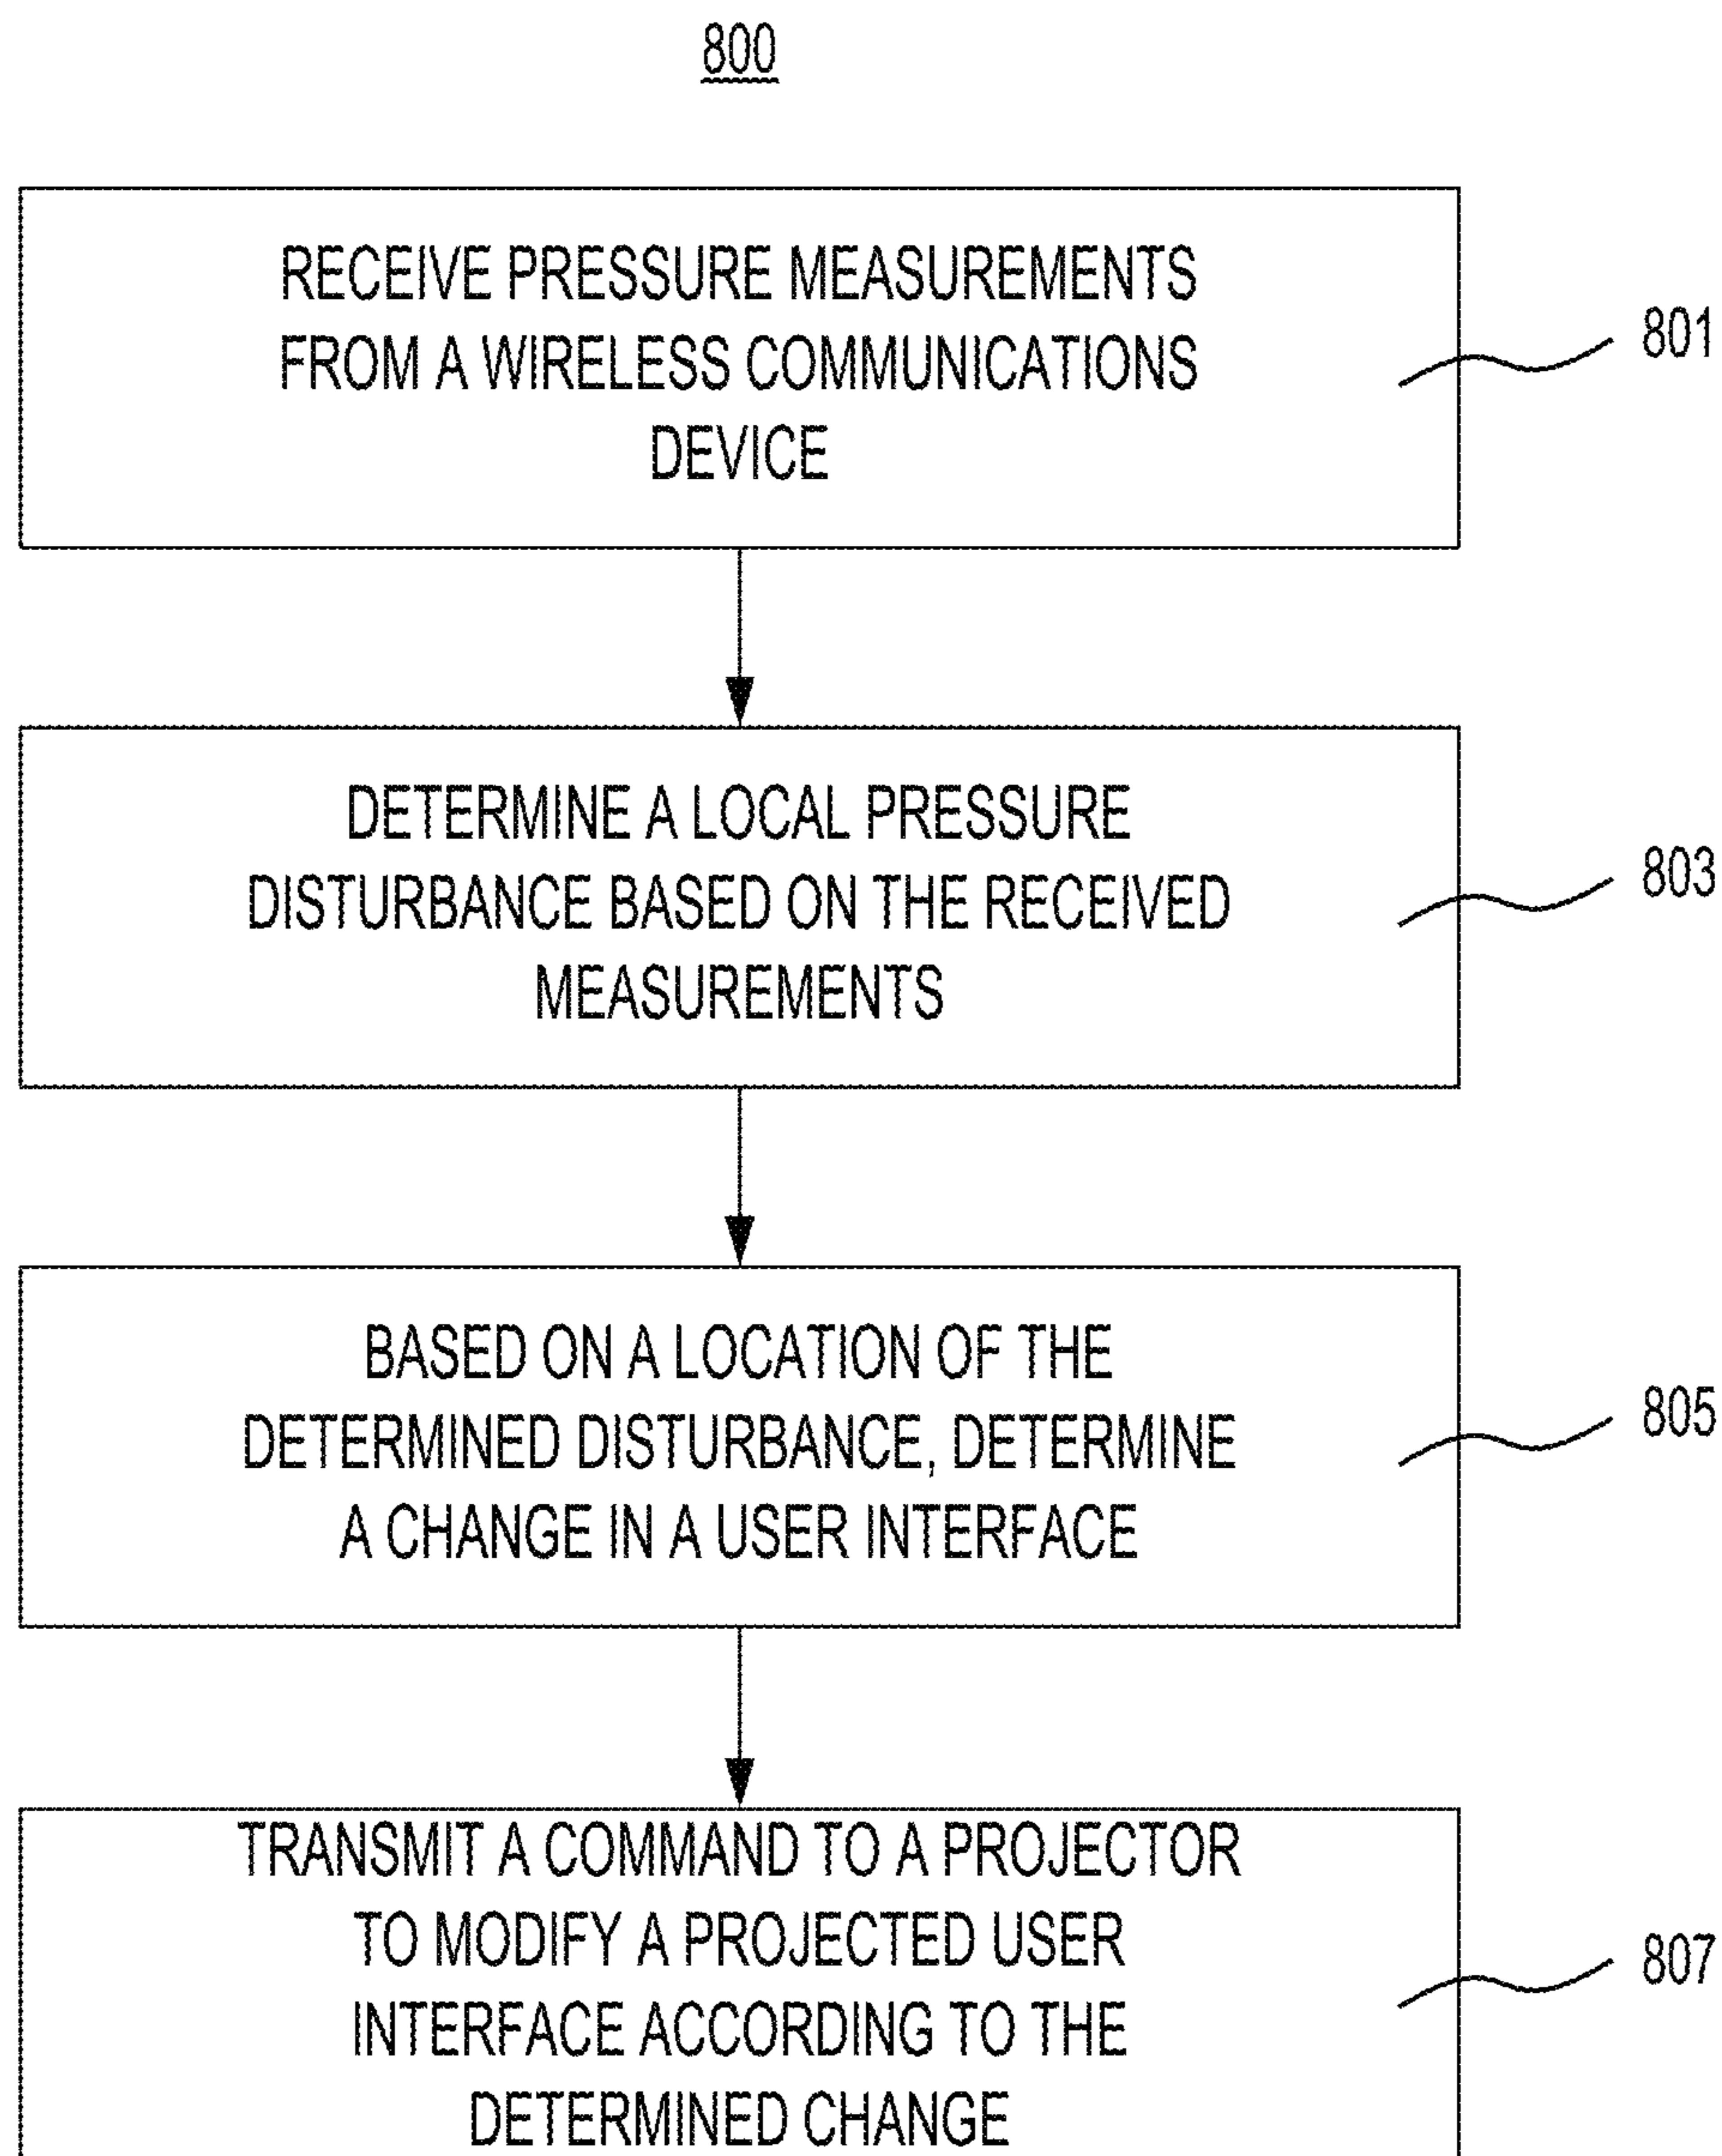 800
RECEIVE PRESSURE MEASUREMENTS
FROM A WIRELESS COMMUNICATIONS
DEVICE
801
DETERMINE A LOCAL PRESSURE
DISTURBANCE BASED ON THE RECEIVED
MEASUREMENTS
803
BASED ON A LOCATION OF THE
DETERMINED DISTURBANCE, DETERMINE
A CHANGE IN A USER INTERFACE
805
TRANSMIT A COMMAND TO A PROJECTOR
TO MODIFY A PROJECTED USER
INTERFACE ACCORDING TO THE
DETERMINED CHANGE
807